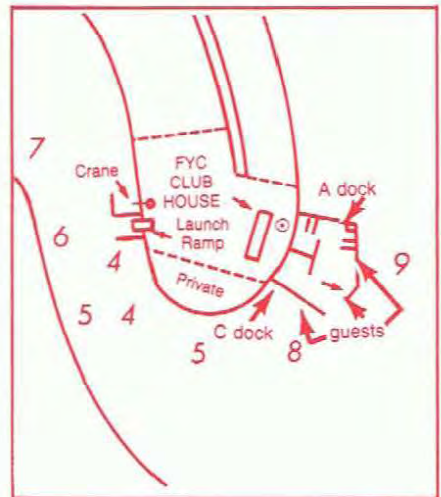 7
Crane
FYC
CLUB
HOUSE
A dock
Launch
Ramp
6
4
9
Private
5
4
C dock
guests
5
8